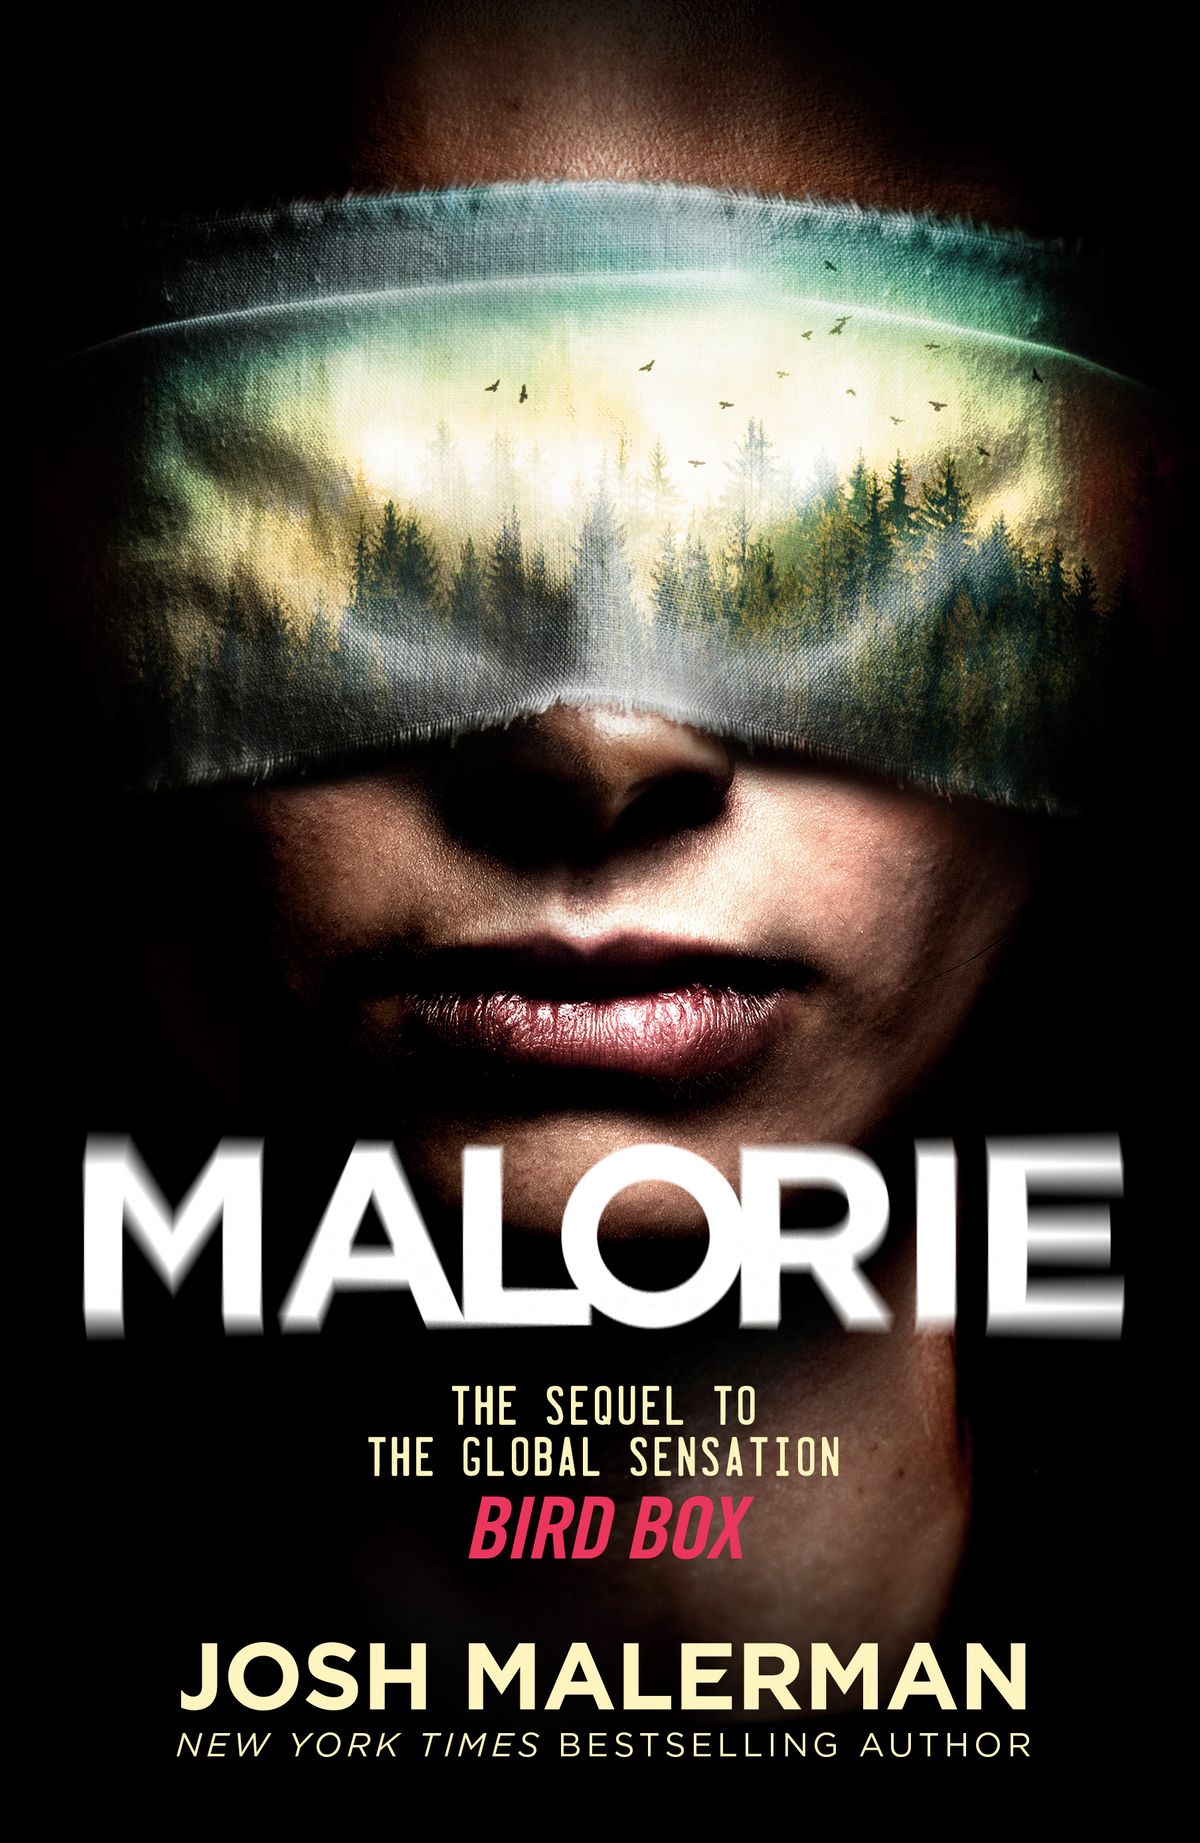 MALORIE
THE SEQUEL TO
THE GLOBAL SENSATION
BIRD BOX
JOSH MALERMAN
NEW YORK TIMES BESTSELLING AUTHOR